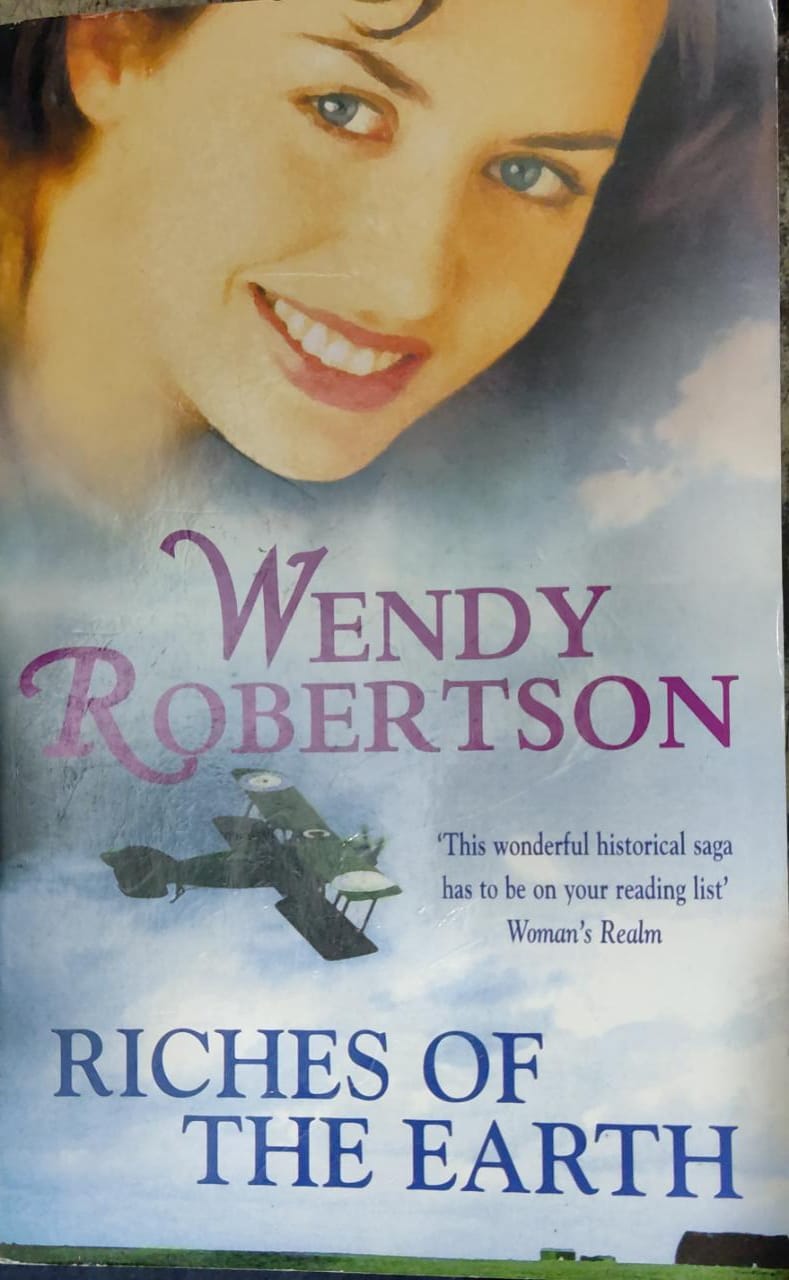 WENDY
ROBERTSON
‘This wonderful historical saga
has to be on your reading list’
Woman's Realm
RICHES OF
THE EARTH